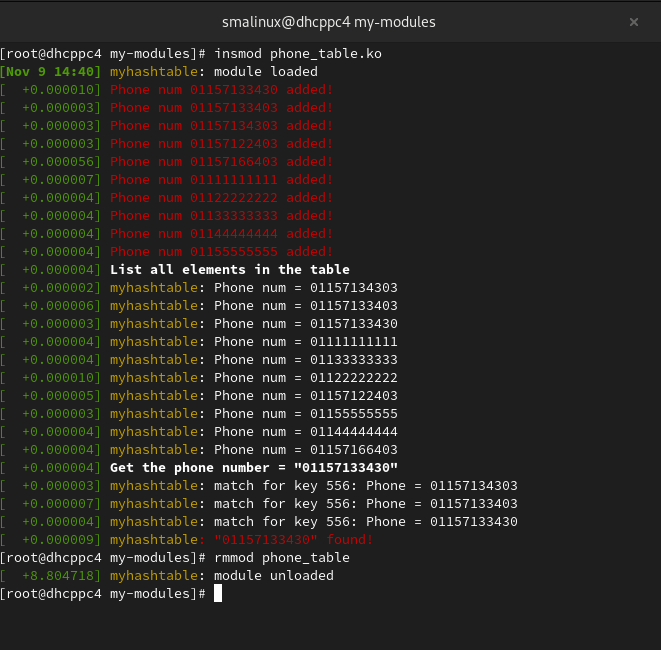 smalinux@dhcppc4 my-modules
[root@dhcppc4 my-modules]# insmod phone_table.ko
[Nov 9 14:40] myhashtable: module loaded
[  +0.000010] Phone num 01157133430 added!
[  +0.000003] Phone num 01157133403 added!
[  +0.000003] Phone num 01157134303 added!
[  +0.000003] Phone num 01157122403 added!
[  +0.000056] Phone num 01157166403 added!
[  +0.000007] Phone num 01111111111 added!
[  +0.000004] Phone num 01122222222 added!
[  +0.000004] Phone num 01133333333 added!
[  +0.000004] Phone num 01144444444 added!
[  +0.000004] Phone num 01155555555 added!
[  +0.000004] List all elements in the table
[  +0.000002] myhashtable: Phone num = 01157134303
[  +0.000006] myhashtable: Phone num = 01157133403
[  +0.000003] myhashtable: Phone num = 01157133430
[  +0.000004] myhashtable: Phone num = 01111111111
[  +0.000004] myhashtable: Phone num = 01133333333
[  +0.000010] myhashtable: Phone num = 01122222222
[  +0.000005] myhashtable: Phone num = 01157122403
[  +0.000003] myhashtable: Phone num = 01155555555
[  +0.000004] myhashtable: Phone num = 01144444444
[  +0.000004] myhashtable: Phone num = 01157166403
[  +0.000004] Get the phone number = "01157133430"
[  +0.000003] myhashtable: match for key 556: Phone = 01157134303
[  +0.000007] myhashtable: match for key 556: Phone = 01157133403
[  +0.000004] myhashtable: match for key 556: Phone = 01157133430
[  +0.000009] myhashtable: "01157133430" found!
[root@dhcppc4 my-modules]# rmmod phone_table
[  +8.804718] myhashtable: module unloaded
[root@dhcppc4 my-modules]#